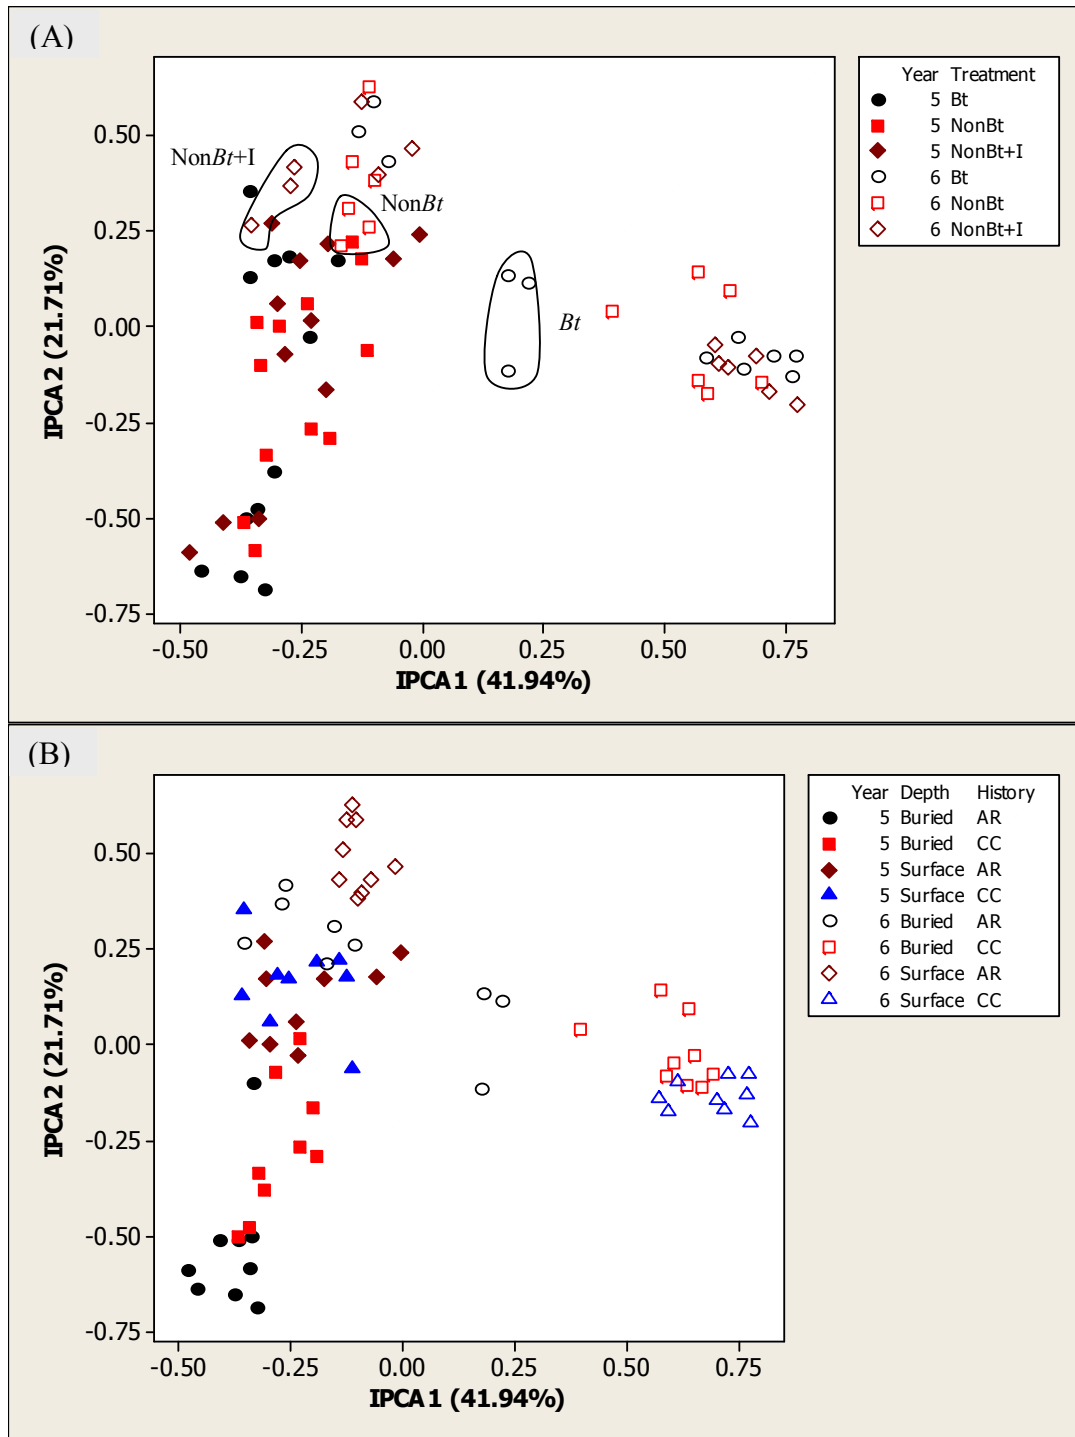 (A)
Year Treatment
5 Bt
5 NonBt
5 NonBt+I
6 Bt
6 NonBt
6 NonBt+I
NonBt+I
NonBt
Bt
0.50
0.25
0.00
-0.25
-0.50
-0.75
IPCA2 (21.71%)
-0.50 -0.25 0.00 0.25 0.50 0.75
IPCA1 (41.94%)
(B)
Year Depth History
5 Buried AR
5 Buried CC
5 Surface AR
5 Surface CC
6 Buried AR
6 Buried CC
6 Surface AR
6 Surface CC
0.50
0.25
0.00
-0.25
-0.50
-0.75
IPCA2 (21.71%)
-0.50 -0.25 0.00 0.25 0.50 0.75
IPCA1 (41.94%)